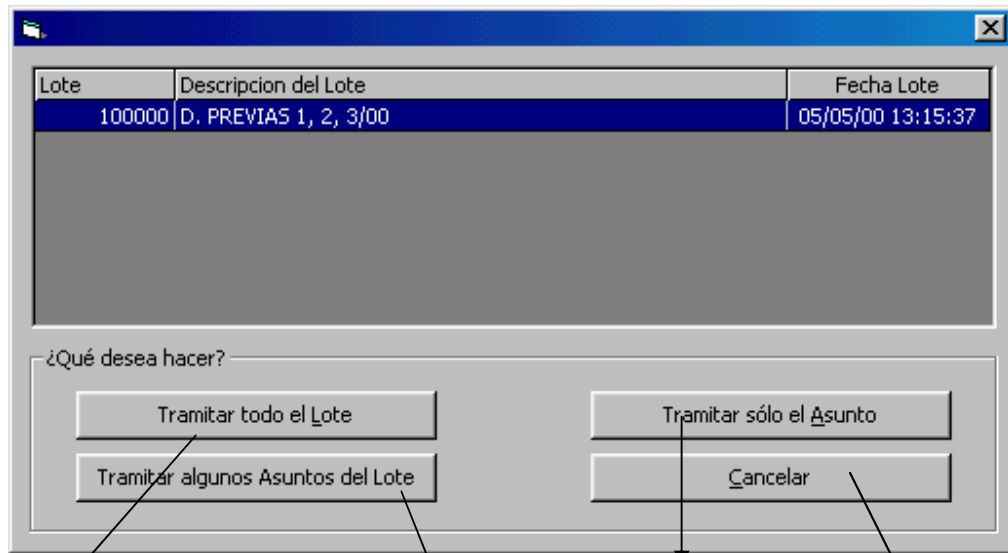 Lote Descripcion del Lote Fecha Lote
100000 D. PREVIAS 1, 2, 3/00 05/05/00 13:15:37
¿Qué desea hacer?
Tramitar todo el Lote Tramitar sólo el Asunto
Tramitar algunos Asuntos del Lote Cancelar